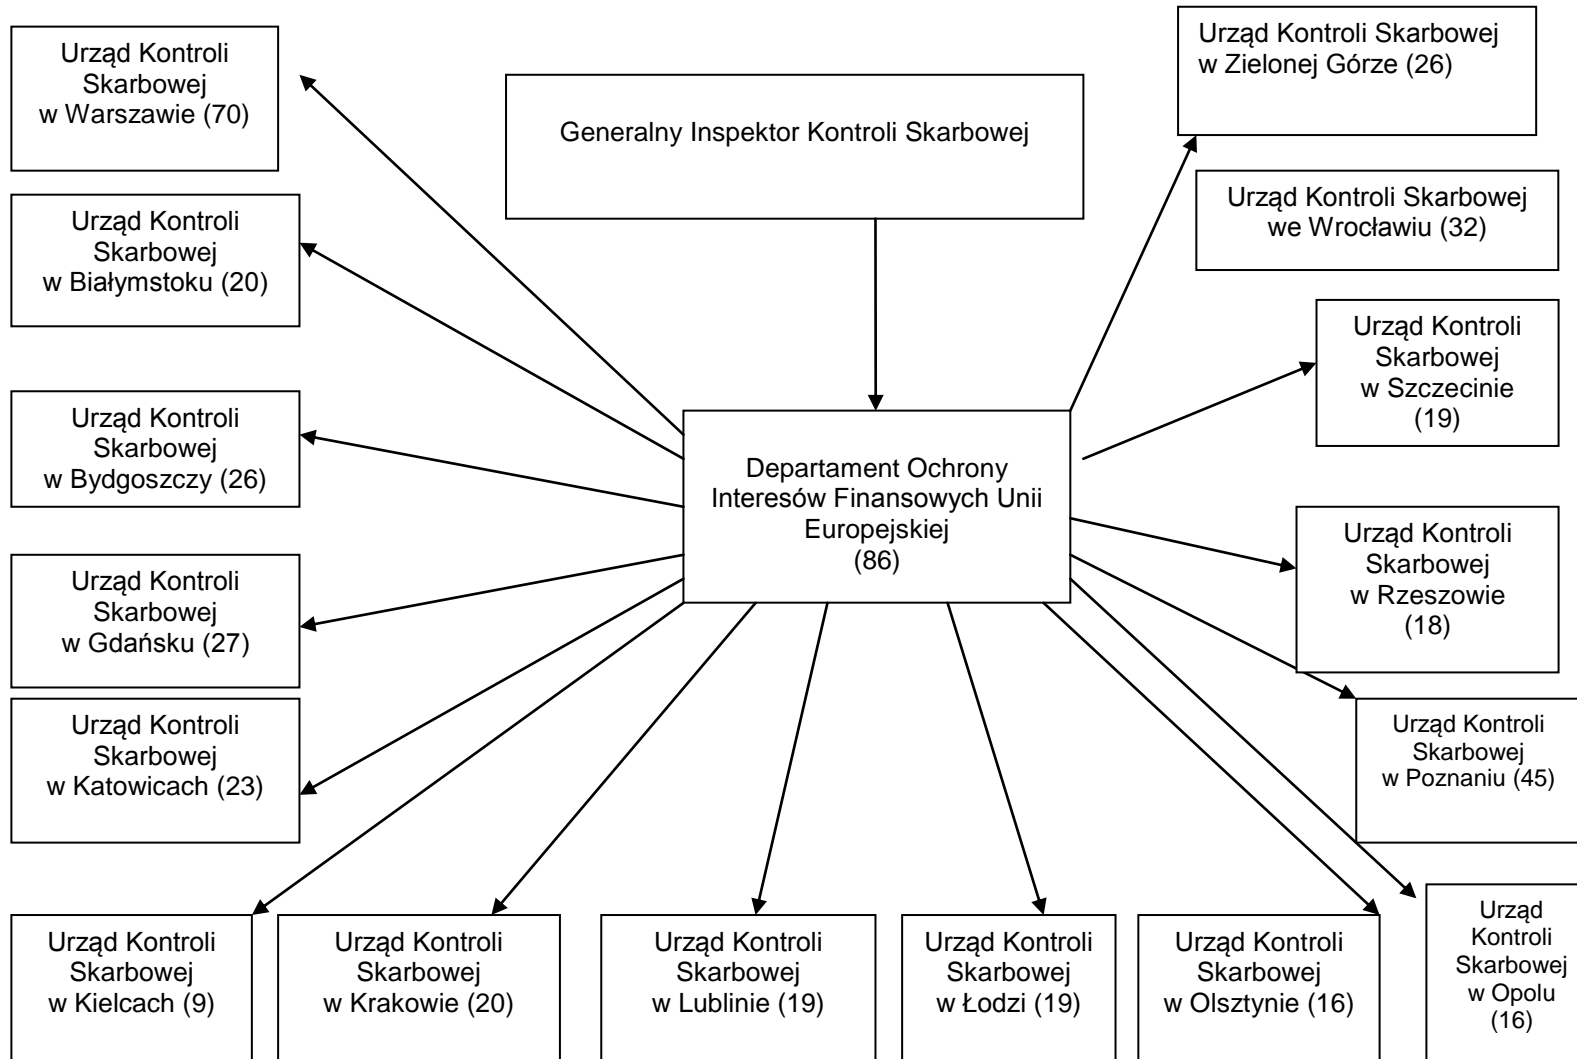 Urząd Kontroli
Skarbowej
w Warszawie (70)
Generalny Inspektor Kontroli Skarbowej
Urząd Kontroli Skarbowej
w Zielonej Górze (26)
Urząd Kontroli Skarbowej
we Wrocławiu (32)
Urząd Kontroli
Skarbowej
w Białymstoku (20)
Urząd Kontroli
Skarbowej
w Szczecinie
(19)
Urząd Kontroli
Skarbowej
w Bydgoszczy (26)
Departament Ochrony
Interesów Finansowych Unii
Europejskiej
(86)
Urząd Kontroli
Skarbowej
w Rzeszowie
(18)
Urząd Kontroli
Skarbowej
w Gdańsku (27)
Urząd Kontroli
Skarbowej
w Katowicach (23)
Urząd Kontroli
Skarbowej
w Poznaniu (45)
Urząd Kontroli
Skarbowej
w Kielcach (9)
Urząd Kontroli
Skarbowej
w Krakowie (20)
Urząd Kontroli
Skarbowej
w Lublinie (19)
Urząd Kontroli
Skarbowej
w Łodzi (19)
Urząd Kontroli
Skarbowej
w Olsztynie (16)
Urząd
Kontroli
Skarbowej
w Opolu
(16)